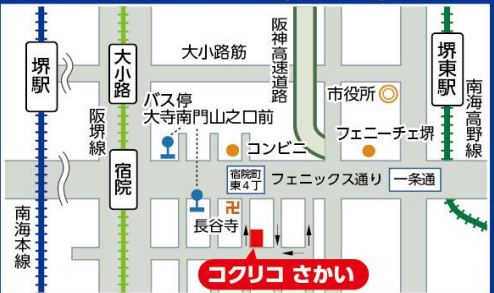 堺駅
大小路
阪堺線
宿院
南海本線
大小路筋
バス停
大寺南門山之口前
コンビニ
阪神高速道路
市役所
フェニーチェ堺
堺東駅
南海高野線
宿院町
東4丁
フェニックス通り
一条通
長谷寺
コクリコ さかい